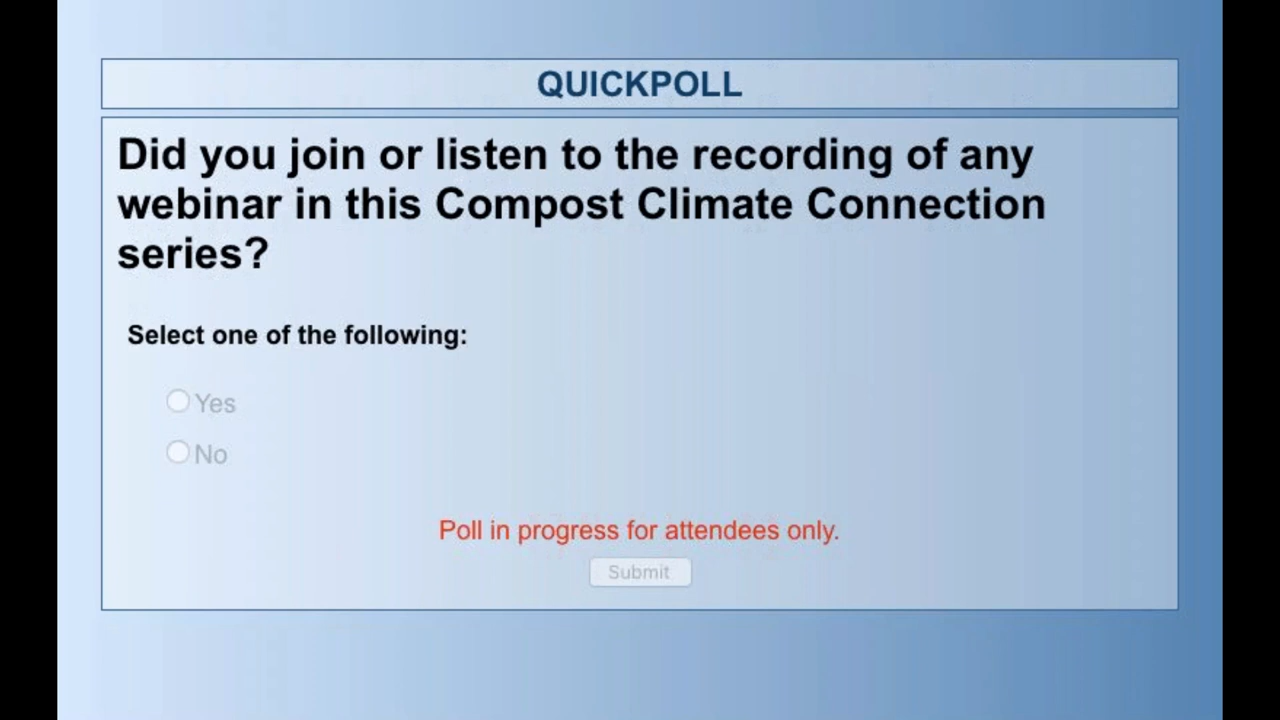 QUICKPOLL
Did you join or listen to the recording of any
webinar in this Compost Climate Connection
series?
Select one of the following:
Yes
No
Poll in progress for attendees only.
Submit